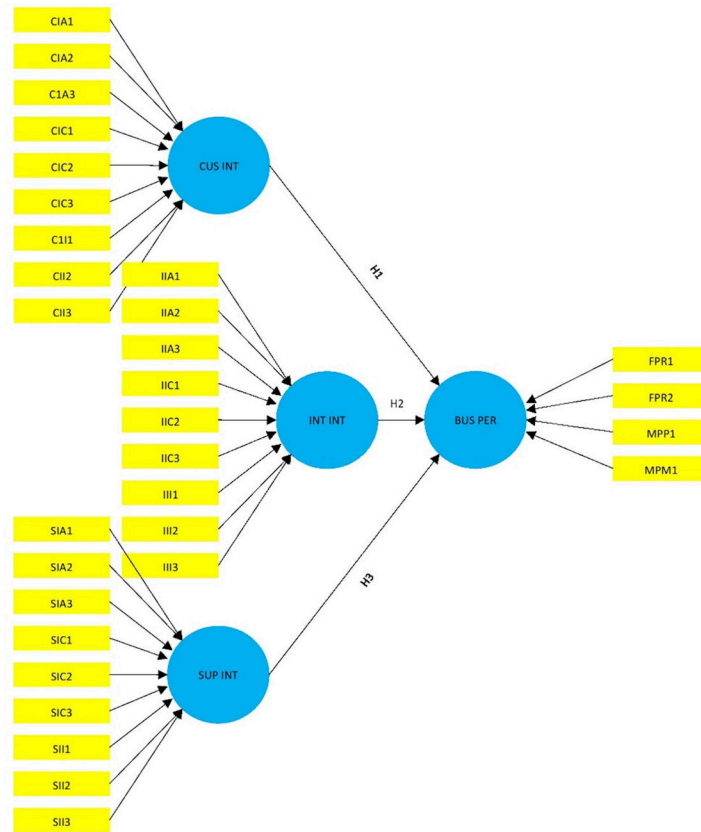 CIA1
CIA2
C1A3
CIC1
CIC2
CIC3
C1I1
CII2
CII3
CUS INT
H1
IIA1
IIA2
IIA3
IIC1
IIC2
IIC3
III1
III2
III3
INT INT
H2
BUS PER
FPR1
FPR2
MPP1
MPM1
SIA1
SIA2
SIA3
SIC1
SIC2
SIC3
SII1
SII2
SII3
SUP INT
H3